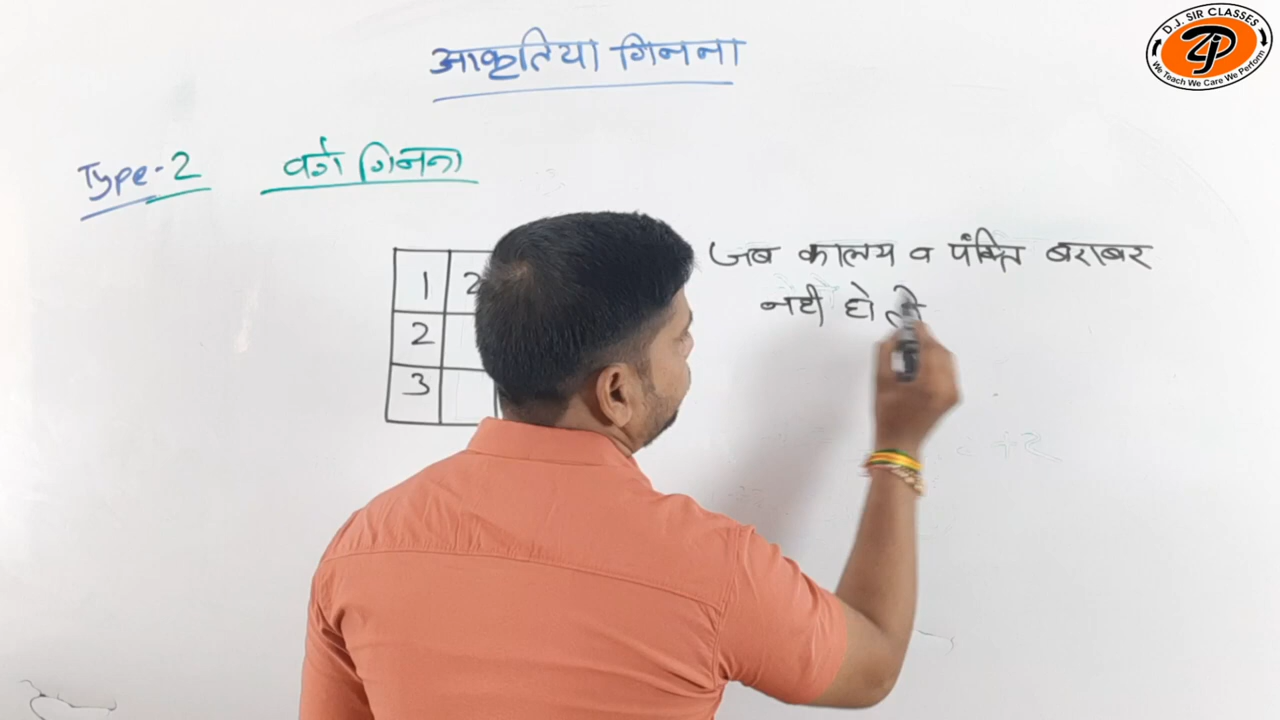 आकृतिया गिनना
D.J. SIR CLASSES
We Teach We Care We Perform
Type-2 वर्ग गिनना
जब कालम व पंक्ति बराबर
नही हो तो
1 2
2
3